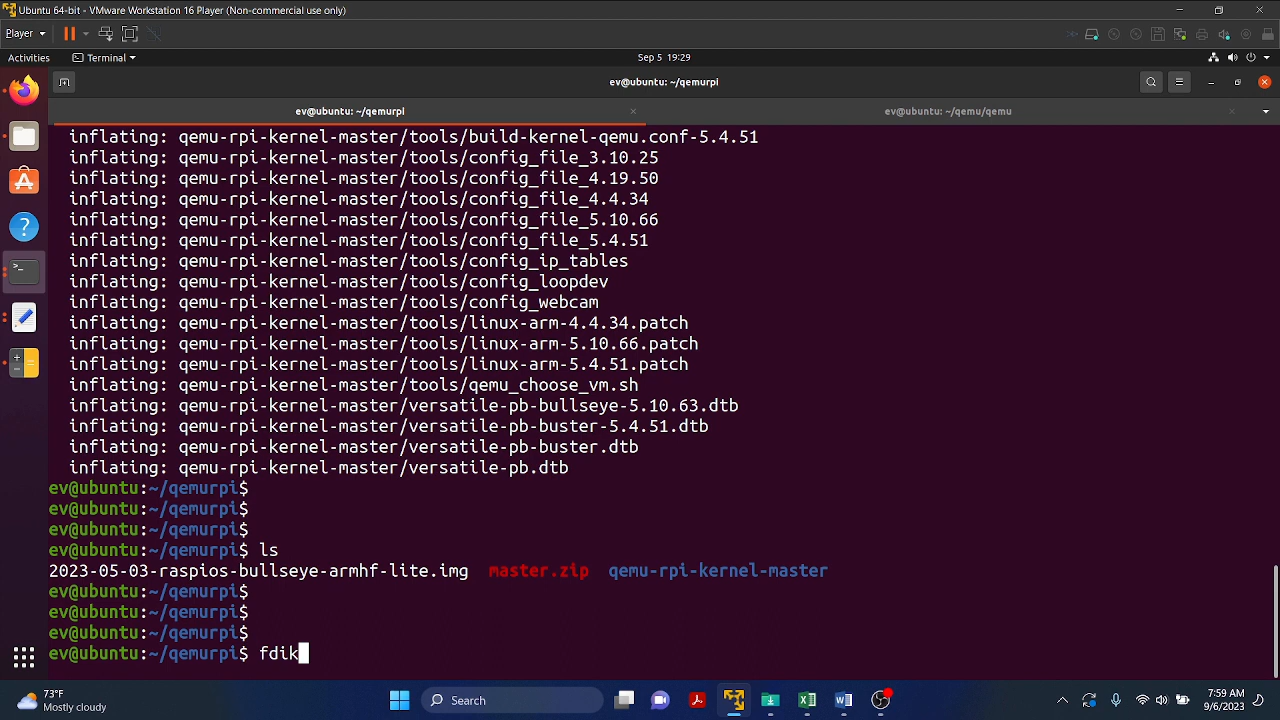 Ubuntu 64-bit - VMware Workstation 16 Player (Non-commercial use only)
Player
Activities
Terminal
Sep 5 19:29
ev@ubuntu: ~/qemurpi
ev@ubuntu: ~/qemurpi
ev@ubuntu: ~/qemu/qemu
inflating: qemu-rpi-kernel-master/tools/build-kernel-qemu.conf-5.4.51
inflating: qemu-rpi-kernel-master/tools/config_file_3.10.25
inflating: qemu-rpi-kernel-master/tools/config_file_4.19.50
inflating: qemu-rpi-kernel-master/tools/config_file_4.4.34
inflating: qemu-rpi-kernel-master/tools/config_file_5.10.66
inflating: qemu-rpi-kernel-master/tools/config_file_5.4.51
inflating: qemu-rpi-kernel-master/tools/config_ip_tables
inflating: qemu-rpi-kernel-master/tools/config_loopdev
inflating: qemu-rpi-kernel-master/tools/config_webcam
inflating: qemu-rpi-kernel-master/tools/linux-arm-4.4.34.patch
inflating: qemu-rpi-kernel-master/tools/linux-arm-5.10.66.patch
inflating: qemu-rpi-kernel-master/tools/linux-arm-5.4.51.patch
inflating: qemu-rpi-kernel-master/tools/qemu_choose_vm.sh
inflating: qemu-rpi-kernel-master/versatile-pb-bullseye-5.10.63.dtb
inflating: qemu-rpi-kernel-master/versatile-pb-buster-5.4.51.dtb
inflating: qemu-rpi-kernel-master/versatile-pb-buster.dtb
inflating: qemu-rpi-kernel-master/versatile-pb.dtb
ev@ubuntu:~/qemurpi$
ev@ubuntu:~/qemurpi$
ev@ubuntu:~/qemurpi$
ev@ubuntu:~/qemurpi$ ls
2023-05-03-raspios-bullseye-armhf-lite.img master.zip qemu-rpi-kernel-master
ev@ubuntu:~/qemurpi$
ev@ubuntu:~/qemurpi$
ev@ubuntu:~/qemurpi$
ev@ubuntu:~/qemurpi$ fdik
73°F
Mostly cloudy
Search
7:59 AM
9/6/2023